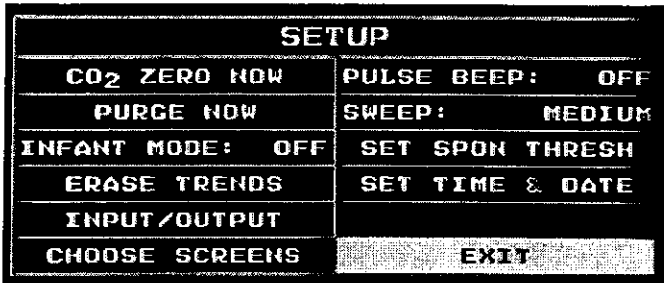 SETUP
CO2 ZERO NOW
PULSE BEEP: OFF
PURGE NOW
SWEEP: MEDIUM
INFANT MODE: OFF
SET SPON THRESH
ERASE TRENDS
SET TIME & DATE
INPUT/OUTPUT
CHOOSE SCREENS
EXIT